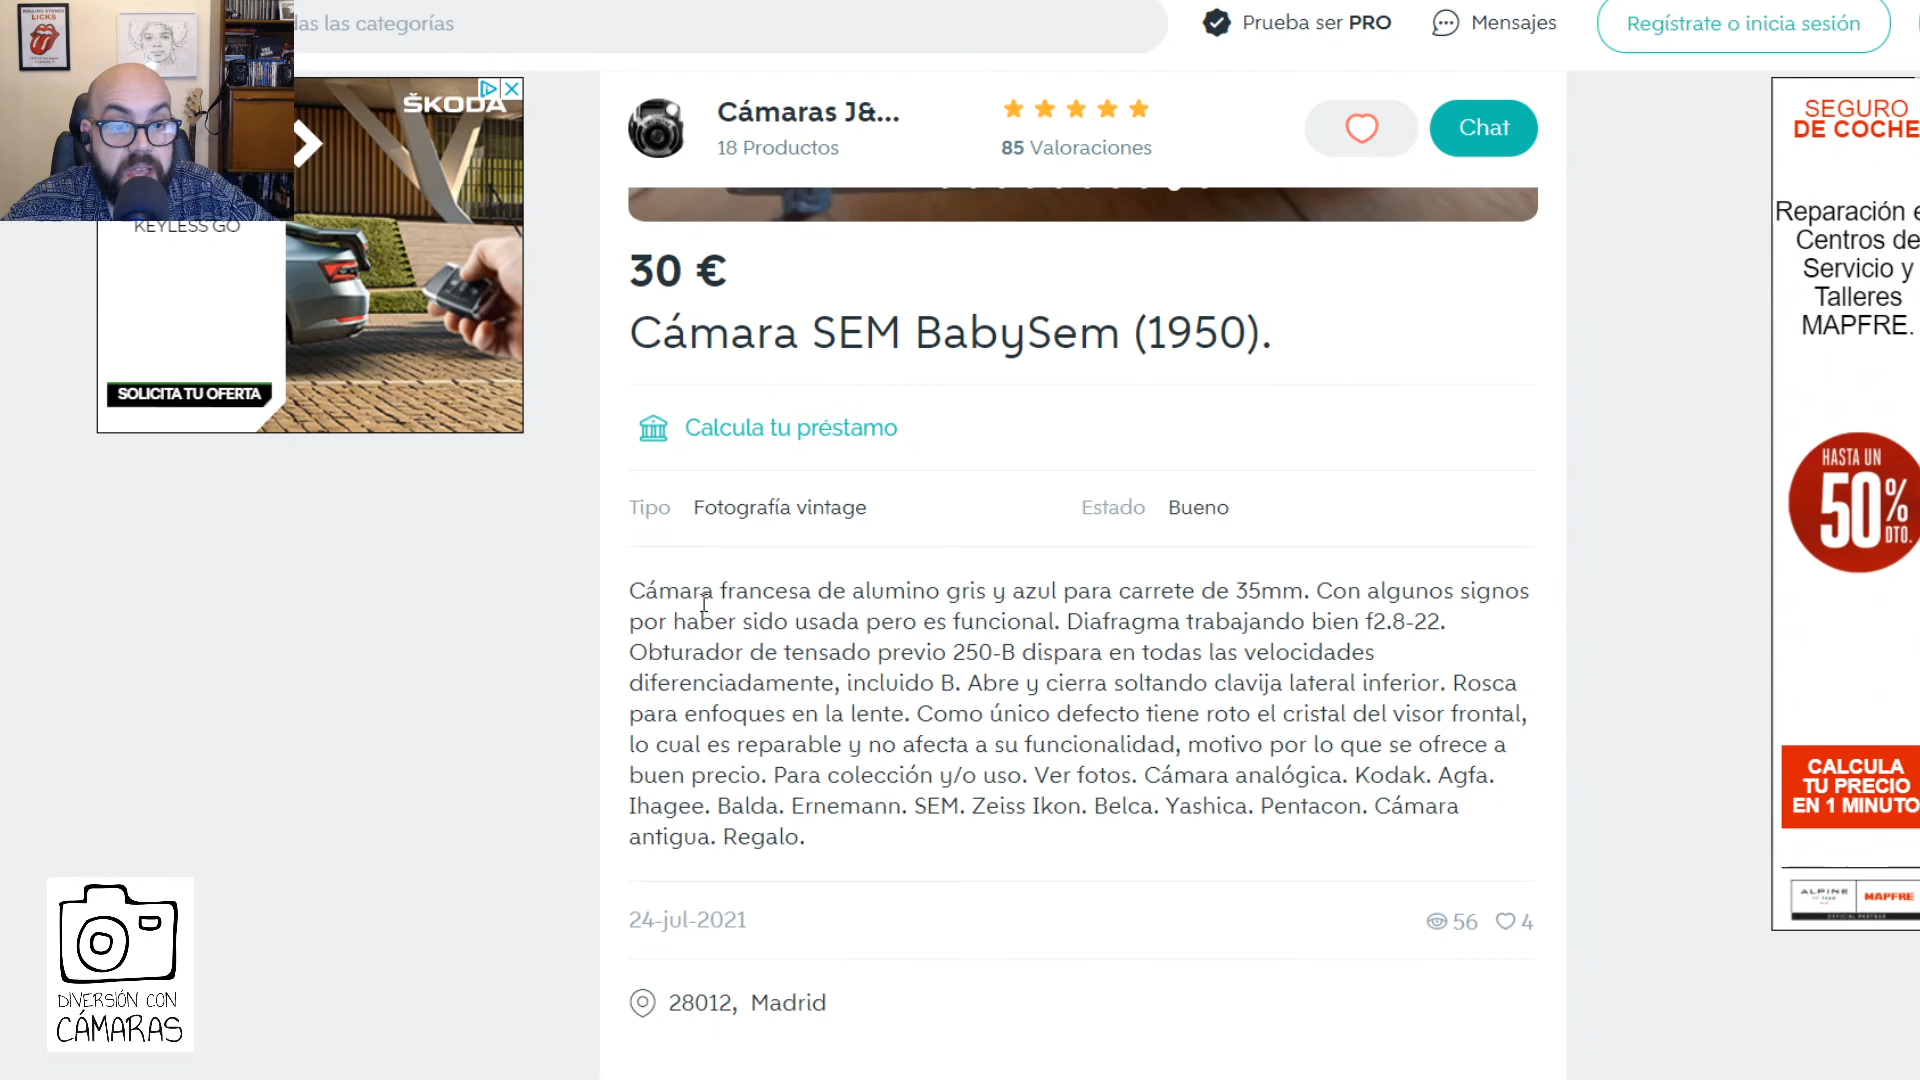 ROLLING STONES
LICKS
das las categorías
Prueba ser PRO
Mensajes
Regístrate o inicia sesión
ŠKODA
KEYLESS GO
SOLICITA TU OFERTA
Cámaras J&...
18 Productos
85 Valoraciones
Chat
30 €
Cámara SEM BabySem (1950).
Calcula tu préstamo
Tipo Fotografía vintage
Estado Bueno
Cámara francesa de alumino gris y azul para carrete de 35mm. Con algunos signos
por haber sido usada pero es funcional. Diafragma trabajando bien f2.8-22.
Obturador de tensado previo 250-B dispara en todas las velocidades
diferenciadamente, incluido B. Abre y cierra soltando clavija lateral inferior. Rosca
para enfoques en la lente. Como único defecto tiene roto el cristal del visor frontal,
lo cual es reparable y no afecta a su funcionalidad, motivo por lo que se ofrece a
buen precio. Para colección y/o uso. Ver fotos. Cámara analógica. Kodak. Agfa.
Ihagee. Balda. Ernemann. SEM. Zeiss Ikon. Belca. Yashica. Pentacon. Cámara
antigua. Regalo.
24-jul-2021
56
4
28012, Madrid
SEGURO
DE COCHE
Reparación e
Centros de
Servicio y
Talleres
MAPFRE.
HASTA UN
50%
DTO.
CALCULA
TU PRECIO
EN 1 MINUTO
ALPINE
MAPFRE
DIVERSIÓN CON
CÁMARAS